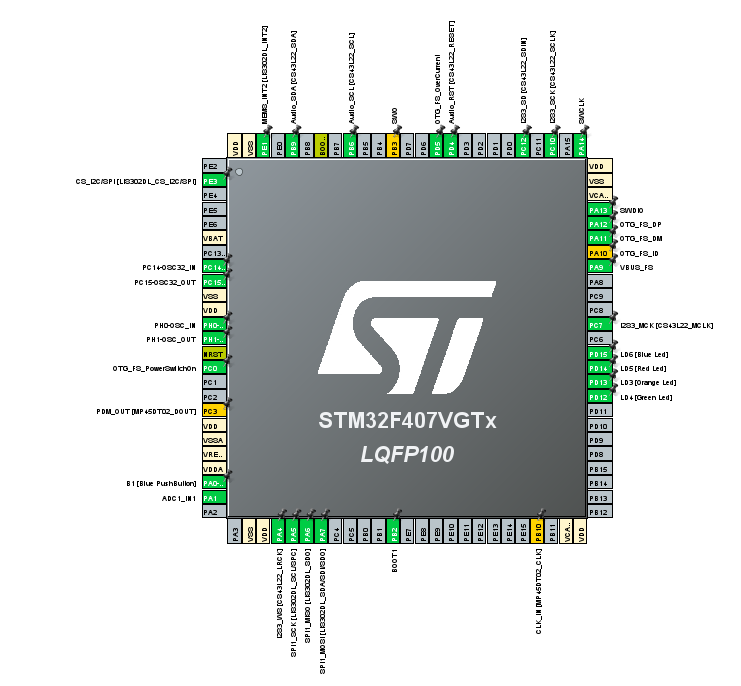 MEMS_INT2 [LIS302DL_INT2]
Audio_SDA [CS43L22_SDA]
Audio_SCL [CS43L22_SCL]
SWO
OTG_FS_OverCurrent
Audio_RST [CS43L22_RESET]
I2S3_SD [CS43L22_SDIN]
I2S3_SCK [CS43L22_SCLK]
SWCLK
VDD
VSS
PE1
PE0
PB9
PB8
BOO..
PB7
PB6
PB5
PB4
PB3
PD7
PD6
PD5
PD4
PD3
PD2
PD1
PD0
PC12
PC11
PC10
PA15
PA14
PE2
CS_I2C/SPI [LIS302DL_CS_I2C/SPI]
PE3
PE4
PE5
PE6
VBAT
PC13..
PC14-OSC32_IN
PC14..
PC15-OSC32_OUT
PC15..
VSS
VDD
PH0-OSC_IN
PH0-..
PH1-OSC_OUT
PH1-..
NRST
OTG_FS_PowerSwitchOn
PC0
PC1
PC2
PDM_OUT [MP45DT02_DOUT]
PC3
VDD
VSSA
VRE..
VDDA
B1 [Blue PushButton]
PA0-..
ADC1_IN1
PA1
PA2
STM32F407VGTx
LQFP100
VDD
VSS
VCA..
PA13 SWDIO
PA12 OTG_FS_DP
PA11 OTG_FS_DM
PA10 OTG_FS_ID
PA9 VBUS_FS
PA8
PC9
PC8
PC7 I2S3_MCK [CS43L22_MCLK]
PC6
PD15 LD6 [Blue Led]
PD14 LD5 [Red Led]
PD13 LD3 [Orange Led]
PD12 LD4 [Green Led]
PD11
PD10
PD9
PD8
PB15
PB14
PB13
PB12
PA3
VSS
VDD
PA4
PA5
PA6
PA7
PC4
PC5
PB0
PB1
PB2
PE7
PE8
PE9
PE10
PE11
PE12
PE13
PE14
PE15
PB10
PB11
VCA..
VDD
I2S3_WS [CS43L22_LRCK]
SPI1_SCK [LIS302DL_SCL/SPC]
SPI1_MISO [LIS302DL_SDO]
SPI1_MOSI [LIS302DL_SDA/SDI/SDO]
BOOT1
CLK_IN [MP45DT02_CLK]